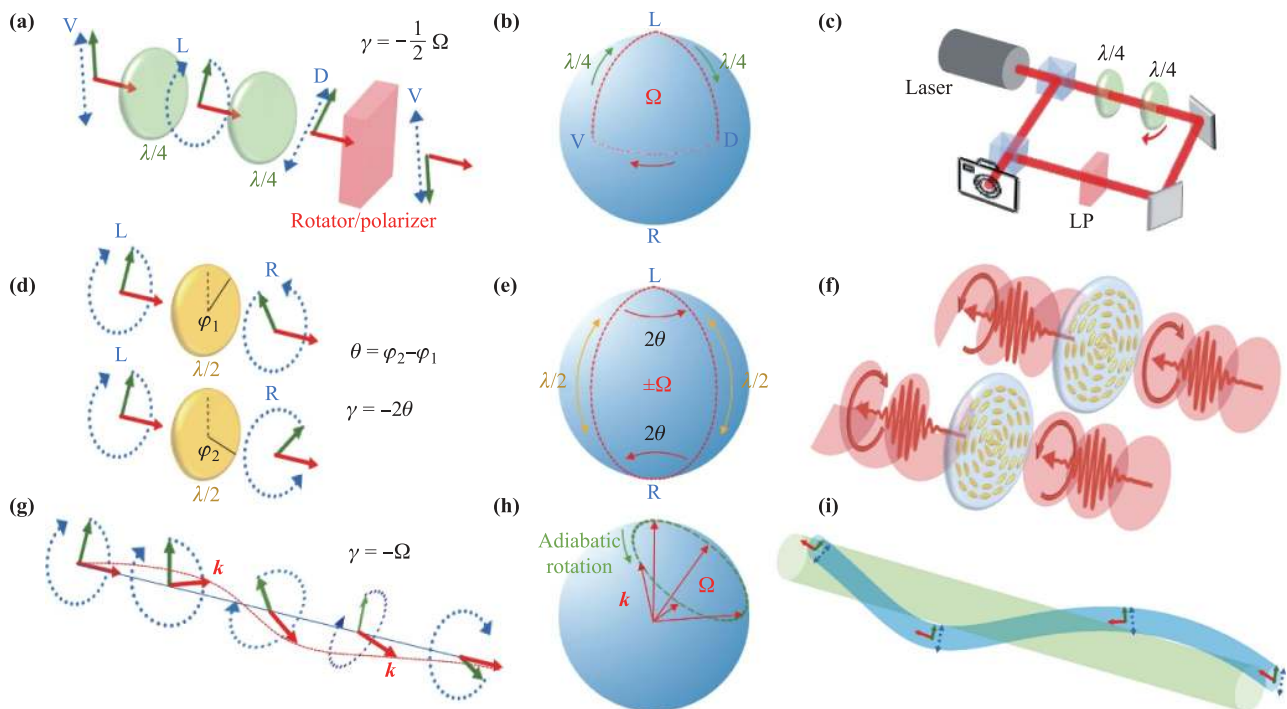 (a)
V
L
D
V
λ/4
λ/4
γ = −1/2 Ω
Rotator/polarizer
(b)
L
λ/4
λ/4
Ω
V
D
R
(c)
Laser
λ/4
λ/4
LP
(d)
L
φ₁
λ/2
R
L
φ₂
λ/2
R
θ = φ₂−φ₁
γ = −2θ
(e)
L
2θ
λ/2
±Ω
λ/2
2θ
R
(f)
(g)
k
γ = −Ω
k
(h)
Adiabatic
rotation
k
Ω
(i)